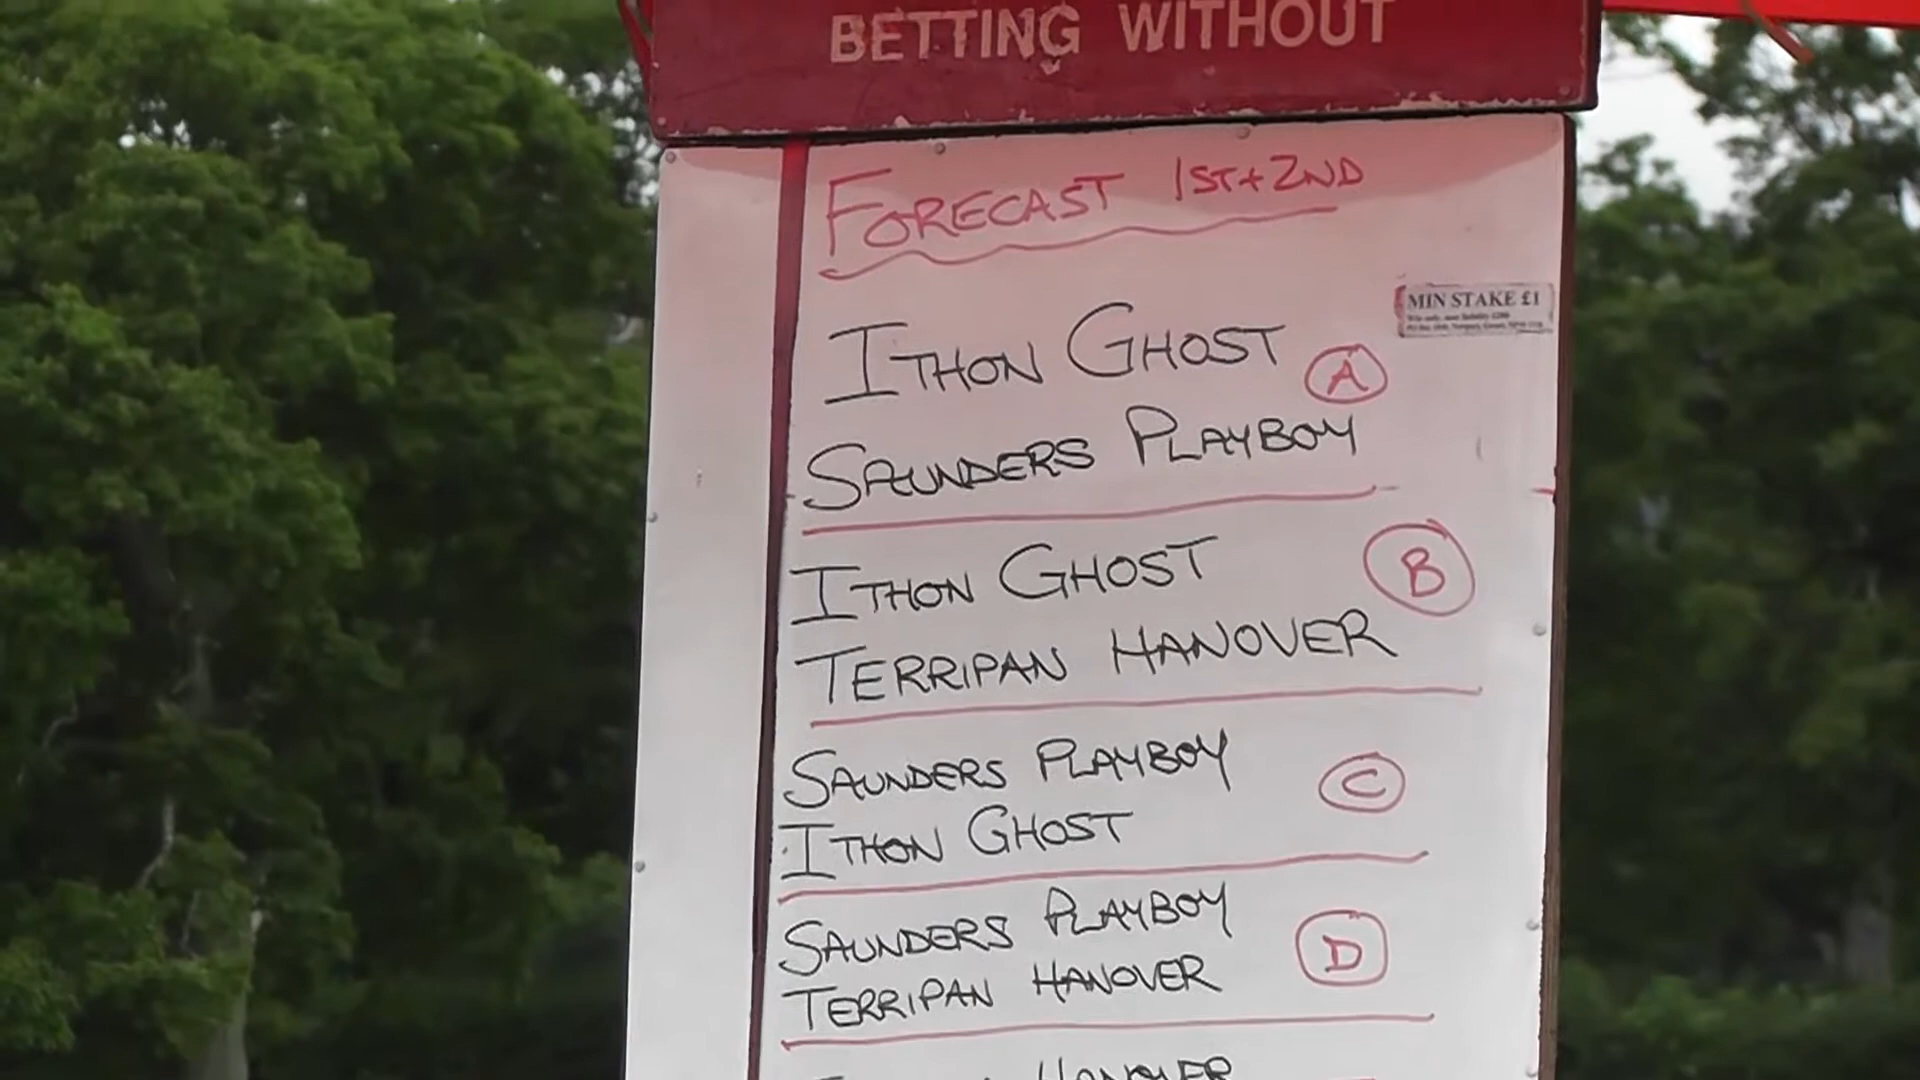 BETTING WITHOUT
FORECAST 1ST+2ND
MIN STAKE £1
ITHON GHOST
A
SAUNDERS PLAYBOY
ITHON GHOST
B
TERRIPAN HANOVER
SAUNDERS PLAYBOY
C
ITHON GHOST
SAUNDERS PLAYBOY
D
TERRIPAN HANOVER
HANOVER